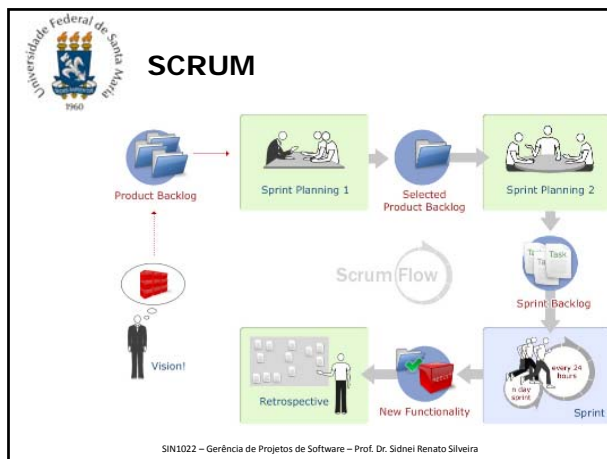 Universidade Federal de Santa Maria
1960
SCRUM
Product Backlog
Sprint Planning 1
Selected
Product Backlog
Sprint Planning 2
Scrum Flow
Task
Sprint Backlog
Vision!
Retrospective
New Functionality
every 24
hours
n day
sprint
Sprint
SIN1022 – Gerência de Projetos de Software – Prof. Dr. Sidnei Renato Silveira